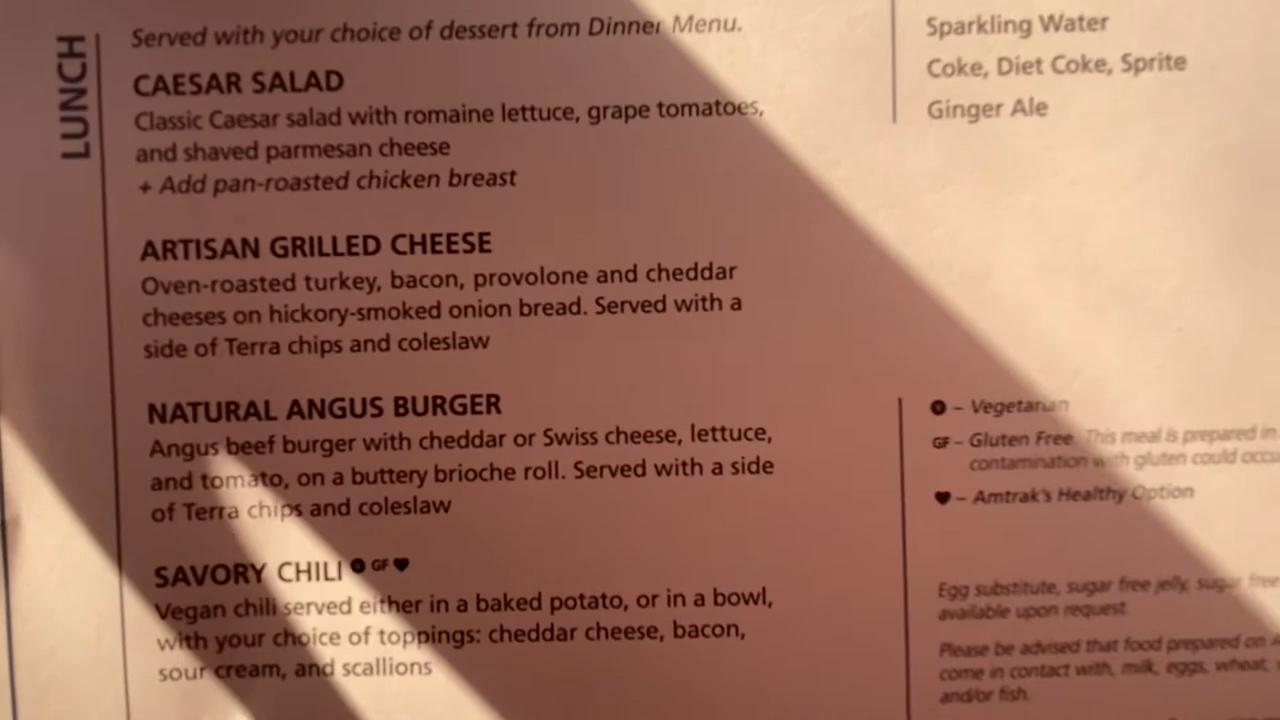 LUNCH
Served with your choice of dessert from Dinner Menu.
CAESAR SALAD
Classic Caesar salad with romaine lettuce, grape tomatoes,
and shaved parmesan cheese
+ Add pan-roasted chicken breast
ARTISAN GRILLED CHEESE
Oven-roasted turkey, bacon, provolone and cheddar
cheeses on hickory-smoked onion bread. Served with a
side of Terra chips and coleslaw
NATURAL ANGUS BURGER
Angus beef burger with cheddar or Swiss cheese, lettuce,
and tomato, on a buttery brioche roll. Served with a side
of Terra chips and coleslaw
SAVORY CHILI GF ♥
Vegan chili served either in a baked potato, or in a bowl,
with your choice of toppings: cheddar cheese, bacon,
sour cream, and scallions
Sparkling Water
Coke, Diet Coke, Sprite
Ginger Ale
– Vegetarian
GF – Gluten Free This meal is prepared in
contamination with gluten could
♥ – Amtrak's Healthy Option
Egg substitute, sugar free jelly, sugar free
available upon request
Please be advised that food prepared on
come in contact with, milk, eggs, wheat,
and/or fish.